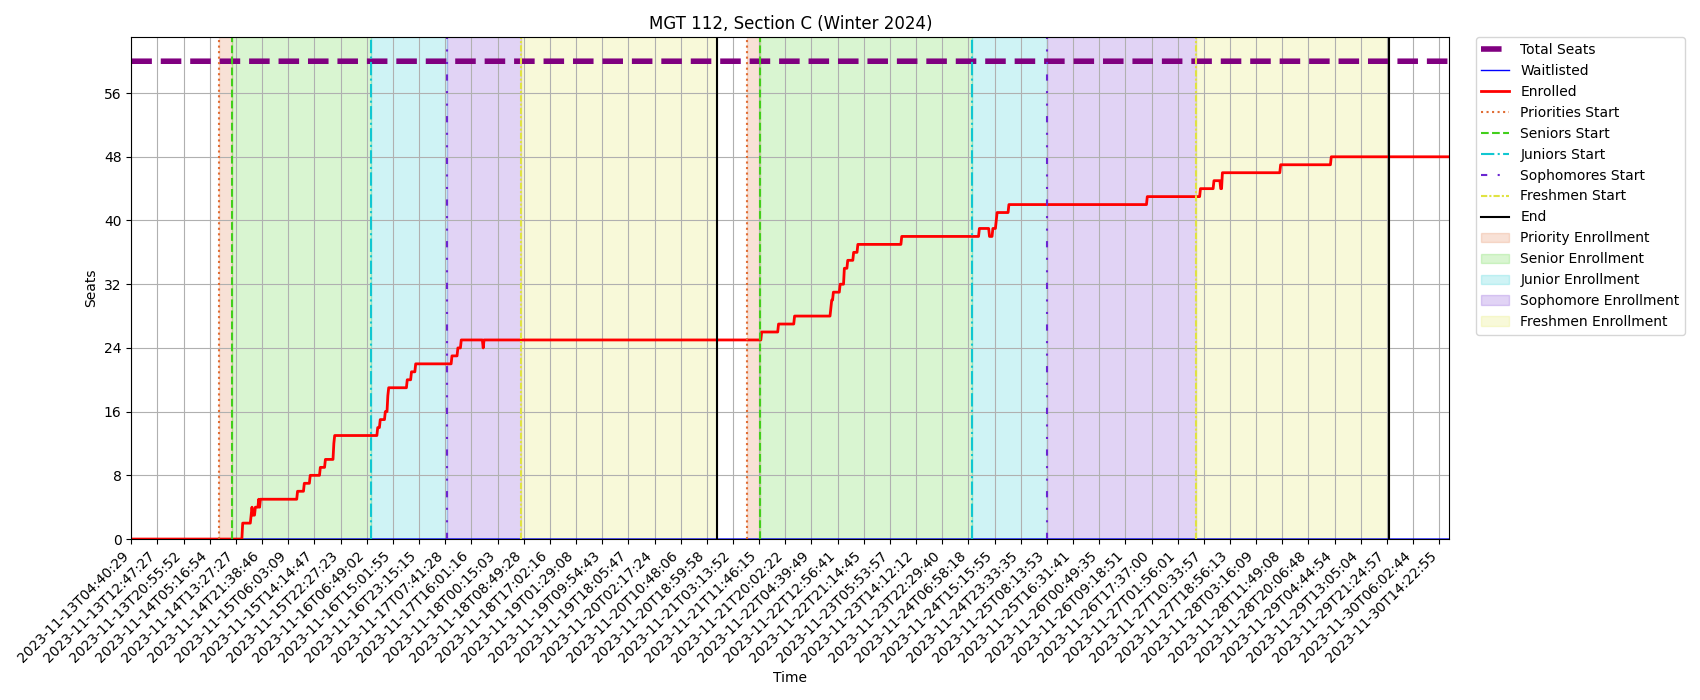 MGT 112, Section C (Winter 2024)
Total Seats
Waitlisted
Enrolled
Priorities Start
Seniors Start
Juniors Start
Sophomores Start
Freshmen Start
End
Priority Enrollment
Senior Enrollment
Junior Enrollment
Sophomore Enrollment
Freshmen Enrollment
Seats
56
48
40
32
24
16
8
0
2023-11-13T04:40:29
2023-11-13T12:47:27
2023-11-13T20:55:52
2023-11-14T05:16:54
2023-11-14T13:27:27
2023-11-14T21:38:46
2023-11-15T06:03:09
2023-11-15T14:14:47
2023-11-15T22:27:23
2023-11-16T06:49:02
2023-11-16T15:01:55
2023-11-16T23:15:15
2023-11-17T07:41:28
2023-11-17T16:01:16
2023-11-18T00:15:03
2023-11-18T08:49:28
2023-11-18T17:02:16
2023-11-19T01:29:08
2023-11-19T09:54:43
2023-11-19T18:05:47
2023-11-20T02:17:24
2023-11-20T10:48:06
2023-11-20T18:59:58
2023-11-21T03:13:52
2023-11-21T11:46:15
2023-11-21T20:02:22
2023-11-22T04:39:49
2023-11-22T12:56:41
2023-11-22T21:14:45
2023-11-23T05:53:57
2023-11-23T14:12:12
2023-11-23T22:29:40
2023-11-24T06:58:18
2023-11-24T15:15:55
2023-11-24T23:33:35
2023-11-25T08:13:53
2023-11-25T16:31:41
2023-11-26T00:49:35
2023-11-26T09:18:51
2023-11-26T17:37:00
2023-11-27T01:56:01
2023-11-27T10:33:57
2023-11-27T18:56:13
2023-11-28T03:16:09
2023-11-28T11:49:08
2023-11-28T20:06:48
2023-11-29T04:44:54
2023-11-29T13:05:04
2023-11-29T21:24:57
2023-11-30T06:02:44
2023-11-30T14:22:55
Time